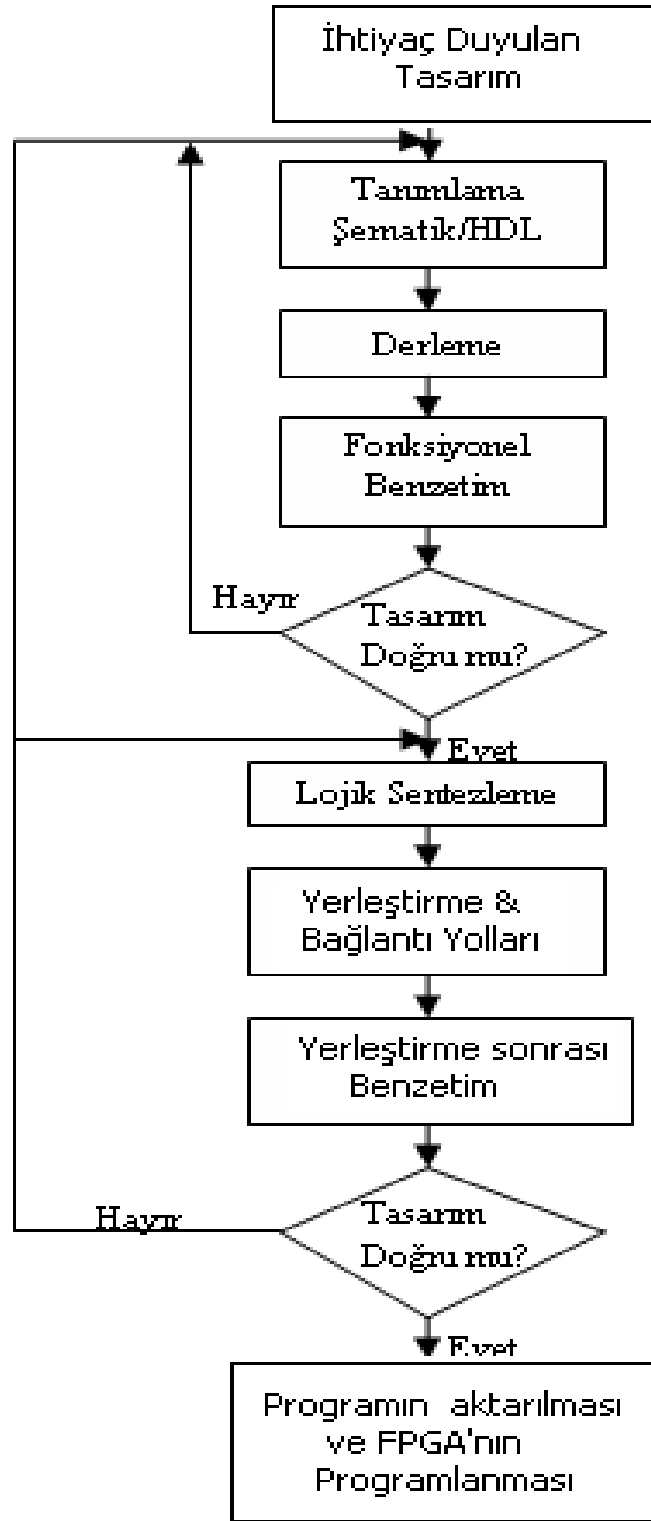 İhtiyaç Duyulan
Tasarım
Tanımlama
Şematik/HDL
Derleme
Fonksiyonel
Benzetim
Hayır
Tasarım
Doğru mu?
Evet
Lojik Sentezleme
Yerleştirme &
Bağlantı Yolları
Yerleştirme sonrası
Benzetim
Hayır
Tasarım
Doğru mu?
Evet
Programın aktarılması
ve FPGA'nın
Programlanması